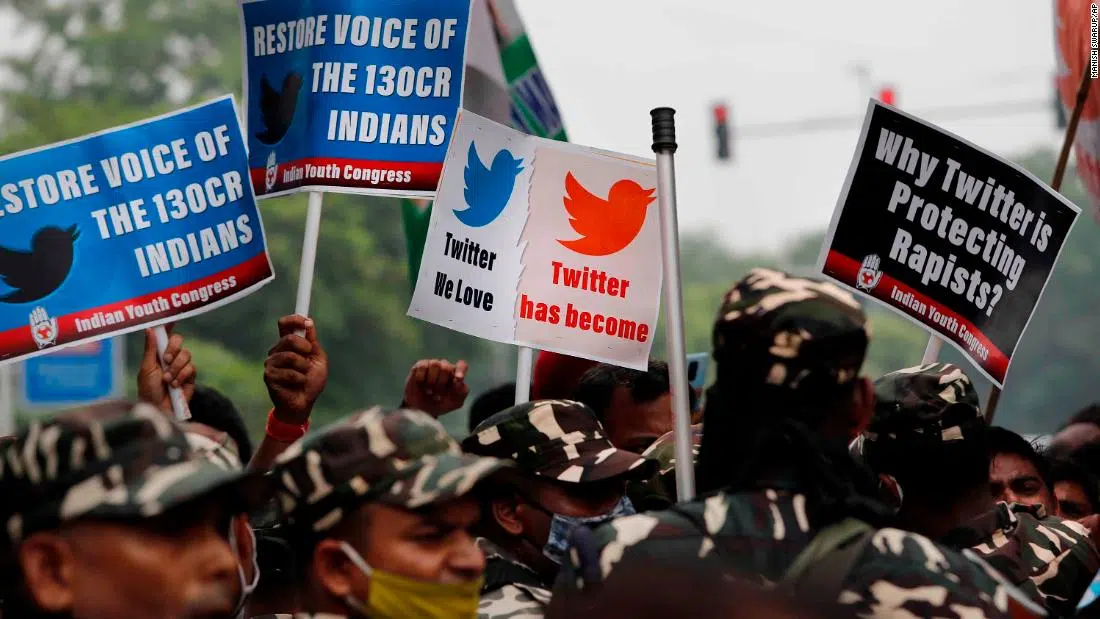 RESTORE VOICE OF
THE 130CR
INDIANS
Indian Youth Congress
RESTORE VOICE OF
THE 130CR
INDIANS
Indian Youth Congress
Twitter
We Love
Twitter
has become
Why Twitter is
Protecting
Rapists?
Indian Youth Congress
MANISH SWARUP/AP